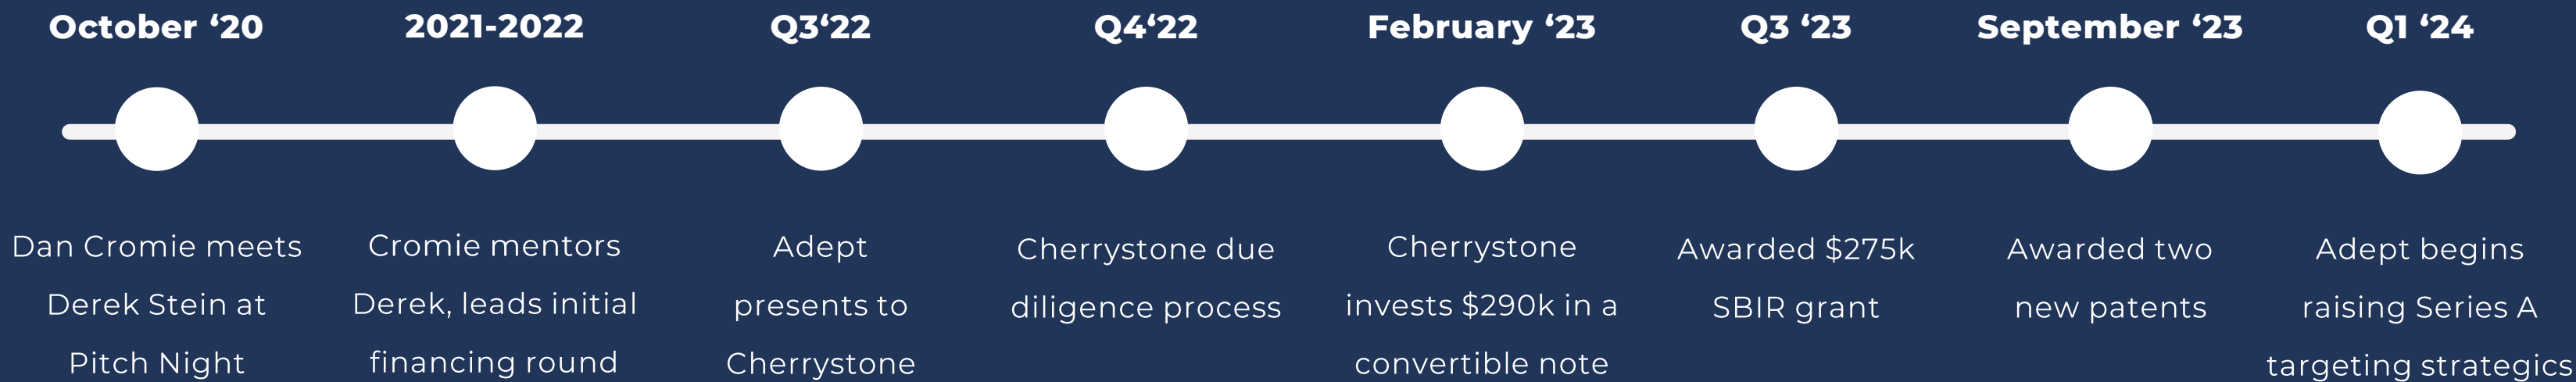 October ‘20
Dan Cromie meets
Derek Stein at
Pitch Night
2021-2022
Cromie mentors
Derek, leads initial
financing round
Q3‘22
Adept
presents to
Cherrystone
Q4‘22
Cherrystone due
diligence process
February ‘23
Cherrystone
invests $290k in a
convertible note
Q3 ‘23
Awarded $275k
SBIR grant
September ‘23
Awarded two
new patents
Q1 ‘24
Adept begins
raising Series A
targeting strategics